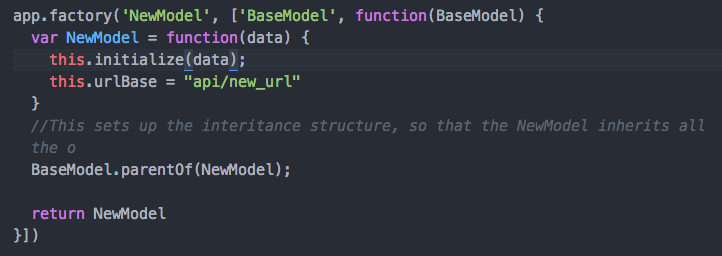 app.factory('NewModel', ['BaseModel', function(BaseModel) {
  var NewModel = function(data) {
    this.initialize(data);
    this.urlBase = "api/new_url"
  }
  //This sets up the interitance structure, so that the NewModel inherits all
  the o
  BaseModel.parentOf(NewModel);

  return NewModel
}])